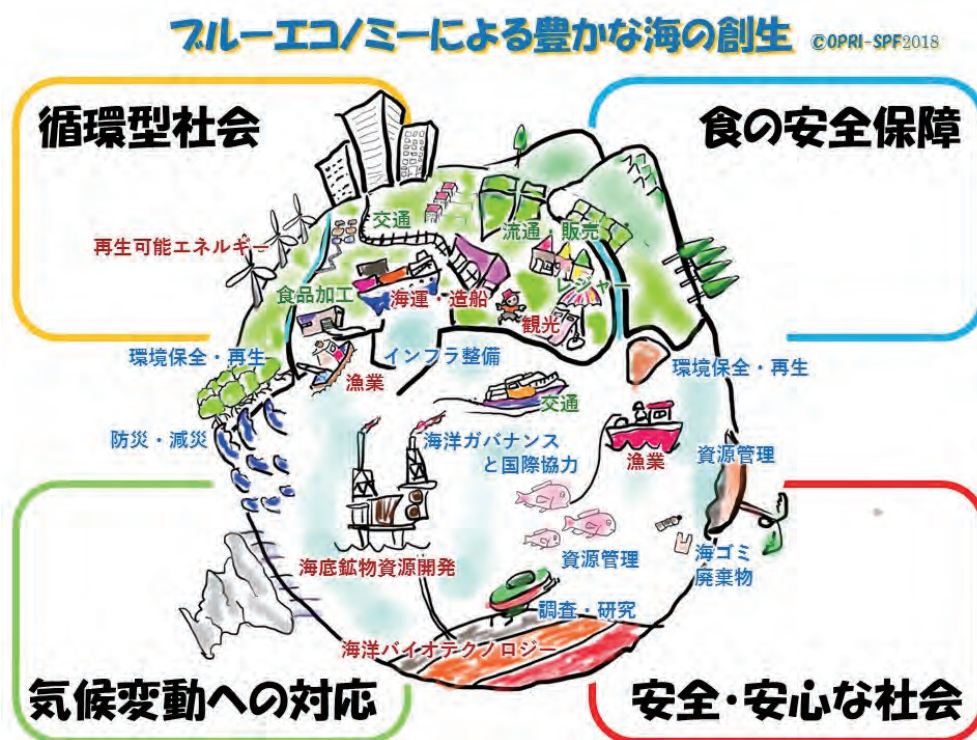 ブルーエコノミーによる豊かな海の創生 ©OPRI-SPF2018
循環型社会
食の安全保障
交通
流通・販売
再生可能エネルギー
レジャー
食品加工
海運・造船
観光
環境保全・再生
インフラ整備
環境保全・再生
漁業
交通
防災・減災
海洋ガバナンス
と国際協力
漁業
資源管理
海底鉱物資源開発
資源管理
海ゴミ
廃棄物
調査・研究
海洋バイオテクノロジー
気候変動への対応
安全・安心な社会